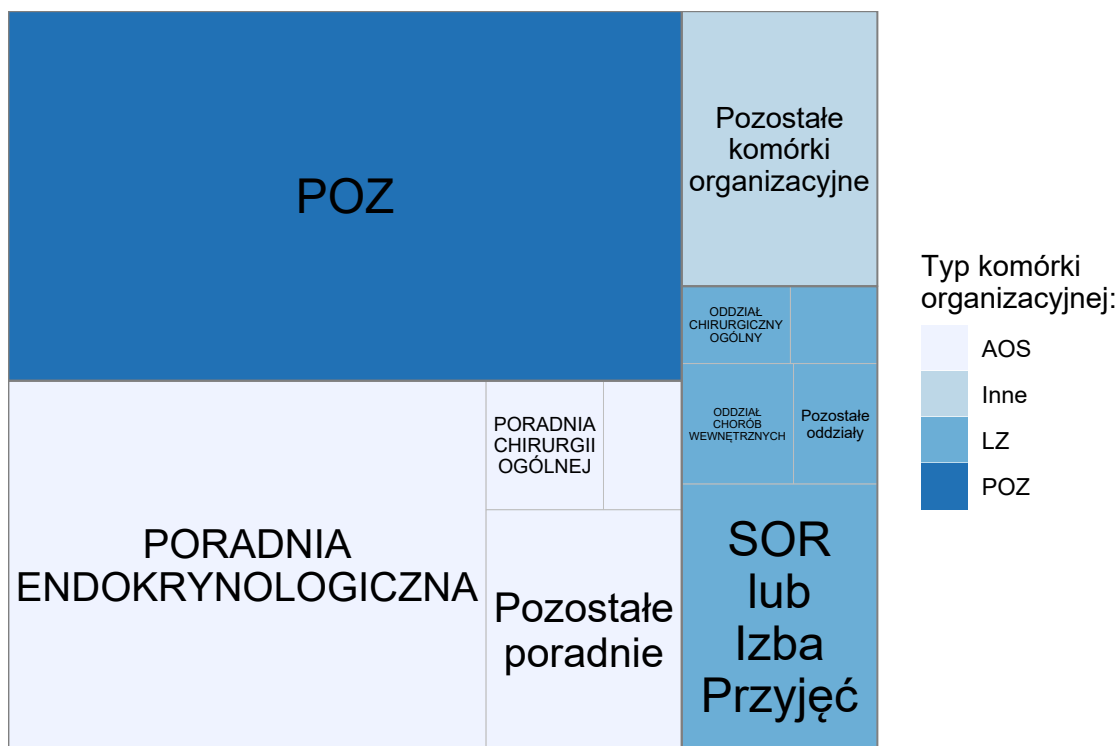 POZ
Pozostałe
komórki
organizacyjne
ODDZIAŁ
CHIRURGICZNY
OGÓLNY
ODDZIAŁ
CHORÓB
WEWNĘTRZNYCH
Pozostałe
oddziały
PORADNIA
ENDOKRYNOLOGICZNA
PORADNIA
CHIRURGII
OGÓLNEJ
Pozostałe
poradnie
SOR
lub
Izba
Przyjęć
Typ komórki
organizacyjnej:
AOS
Inne
LZ
POZ